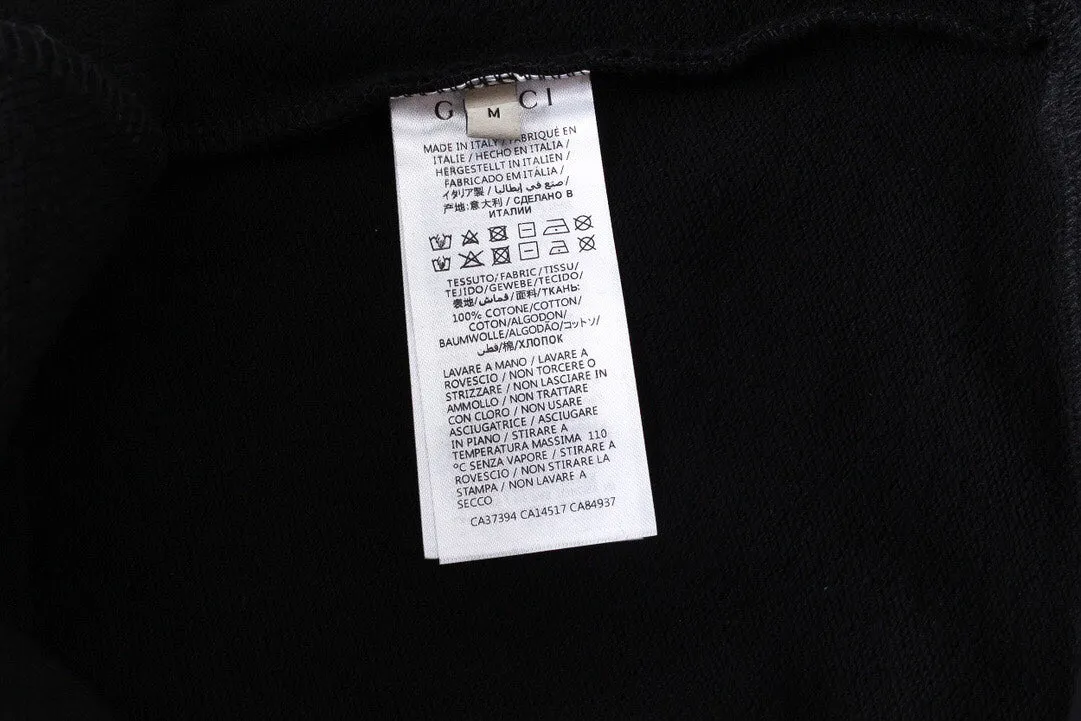 G CI
M
MADE IN ITALY / FABRIQUÉ EN
ITALIE / HECHO EN ITALIA /
HERGESTELLT IN ITALIEN /
FABRICADO EM ITÁLIA /
イタリア製 / صنع في إيطاليا /
产地:意大利 / СДЕЛАНО В
ИТАЛИИ
TESSUTO/FABRIC/TISSU/
TEJIDO/GEWEBE/TECIDO/
表地/قماش/面料/ТКАНЬ:
100% COTONE/COTTON/
COTON/ALGODON/
BAUMWOLLE/ALGODÃO/コットン/
قطن/棉/ХЛОПОК
LAVARE A MANO / LAVARE A
ROVESCIO / NON TORCERE O
STRIZZARE / NON LASCIARE IN
AMMOLLO / NON TRATTARE
CON CLORO / NON USARE
ASCIUGATRICE / ASCIUGARE
IN PIANO / STIRARE A
TEMPERATURA MASSIMA 110
ºC SENZA VAPORE / STIRARE A
ROVESCIO / NON STIRARE LA
STAMPA / NON LAVARE A
SECCO
CA37394 CA14517 CA84937